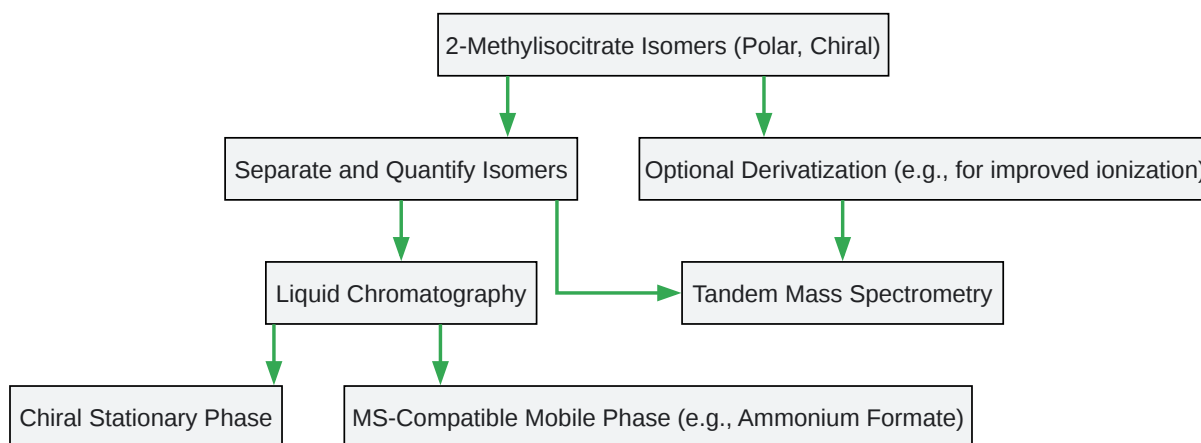 2-Methylisocitrate Isomers (Polar, Chiral)
Separate and Quantify Isomers
Optional Derivatization (e.g., for improved ionization)
Liquid Chromatography
Tandem Mass Spectrometry
Chiral Stationary Phase
MS-Compatible Mobile Phase (e.g., Ammonium Formate)